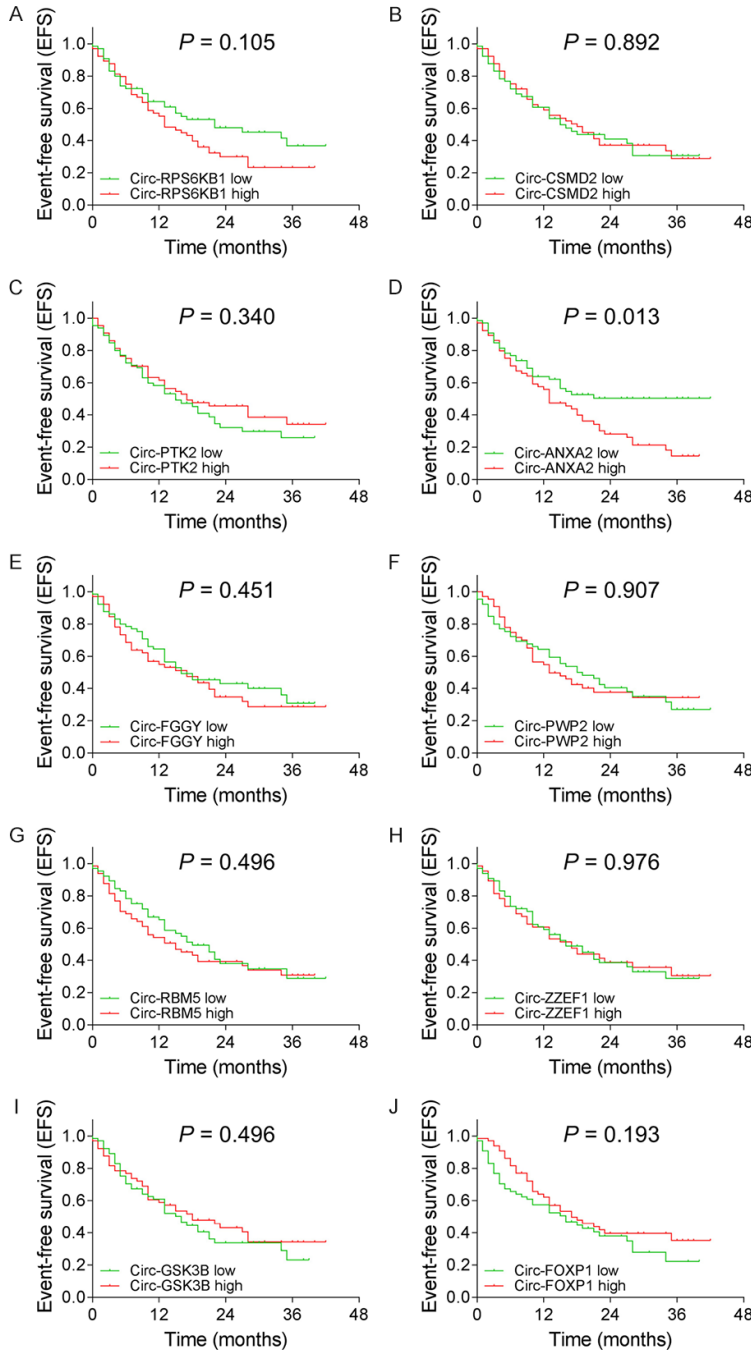 A
P = 0.105
Event-free survival (EFS)
1.0
0.8
0.6
0.4
0.2
0.0
Circ-RPS6KB1 low
Circ-RPS6KB1 high
0 12 24 36 48
Time (months)
B
P = 0.892
Event-free survival (EFS)
1.0
0.8
0.6
0.4
0.2
0.0
Circ-CSMD2 low
Circ-CSMD2 high
0 12 24 36 48
Time (months)
C
P = 0.340
Event-free survival (EFS)
1.0
0.8
0.6
0.4
0.2
0.0
Circ-PTK2 low
Circ-PTK2 high
0 12 24 36 48
Time (months)
D
P = 0.013
Event-free survival (EFS)
1.0
0.8
0.6
0.4
0.2
0.0
Circ-ANXA2 low
Circ-ANXA2 high
0 12 24 36 48
Time (months)
E
P = 0.451
Event-free survival (EFS)
1.0
0.8
0.6
0.4
0.2
0.0
Circ-FGGY low
Circ-FGGY high
0 12 24 36 48
Time (months)
F
P = 0.907
Event-free survival (EFS)
1.0
0.8
0.6
0.4
0.2
0.0
Circ-PWP2 low
Circ-PWP2 high
0 12 24 36 48
Time (months)
G
P = 0.496
Event-free survival (EFS)
1.0
0.8
0.6
0.4
0.2
0.0
Circ-RBM5 low
Circ-RBM5 high
0 12 24 36 48
Time (months)
H
P = 0.976
Event-free survival (EFS)
1.0
0.8
0.6
0.4
0.2
0.0
Circ-ZZEF1 low
Circ-ZZEF1 high
0 12 24 36 48
Time (months)
I
P = 0.496
Event-free survival (EFS)
1.0
0.8
0.6
0.4
0.2
0.0
Circ-GSK3B low
Circ-GSK3B high
0 12 24 36 48
Time (months)
J
P = 0.193
Event-free survival (EFS)
1.0
0.8
0.6
0.4
0.2
0.0
Circ-FOXP1 low
Circ-FOXP1 high
0 12 24 36 48
Time (months)